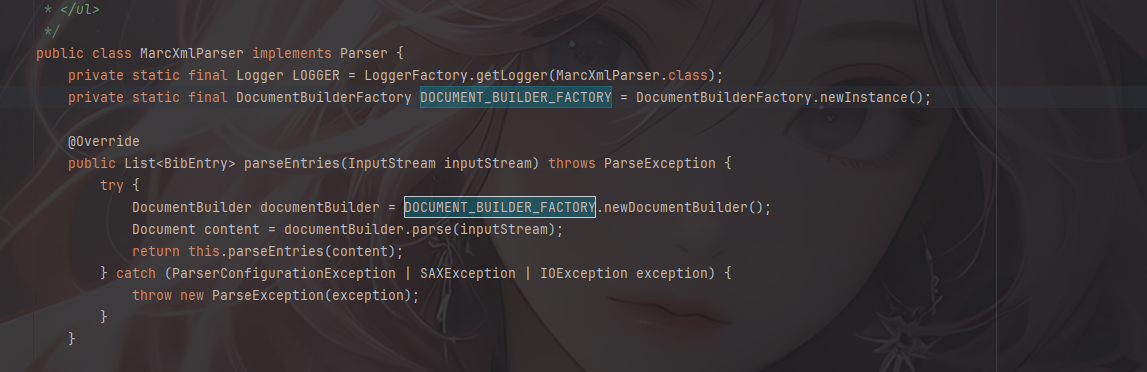 * </ul>
*/
public class MarcXmlParser implements Parser {
private static final Logger LOGGER = LoggerFactory.getLogger(MarcXmlParser.class);
private static final DocumentBuilderFactory DOCUMENT_BUILDER_FACTORY = DocumentBuilderFactory.newInstance();
@Override
public List<BibEntry> parseEntries(InputStream inputStream) throws ParseException {
try {
DocumentBuilder documentBuilder = DOCUMENT_BUILDER_FACTORY.newDocumentBuilder();
Document content = documentBuilder.parse(inputStream);
return this.parseEntries(content);
} catch (ParserConfigurationException | SAXException | IOException exception) {
throw new ParseException(exception);
}
}